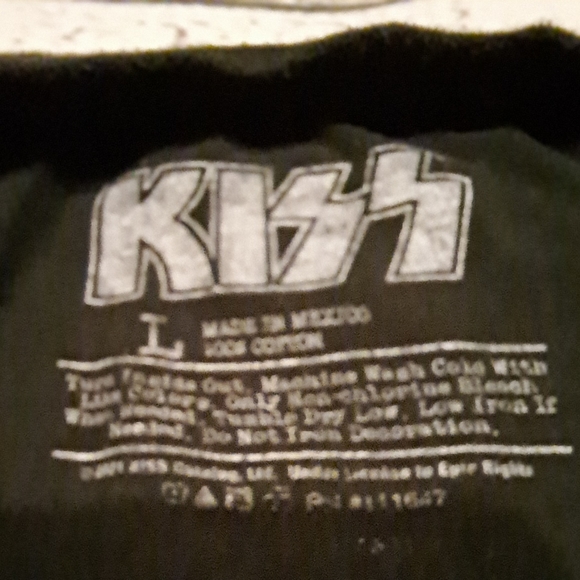 KISS
L
MADE IN MEXICO
100% COTTON
Turn Inside Out. Machine Wash Cold With
Like Colors. Only Non-chlorine Bleach
When Needed. Tumble Dry Low. Low Iron If
Needed. Do Not Iron Decoration.
KISS Catalog, Ltd. Under License to Epic Rights